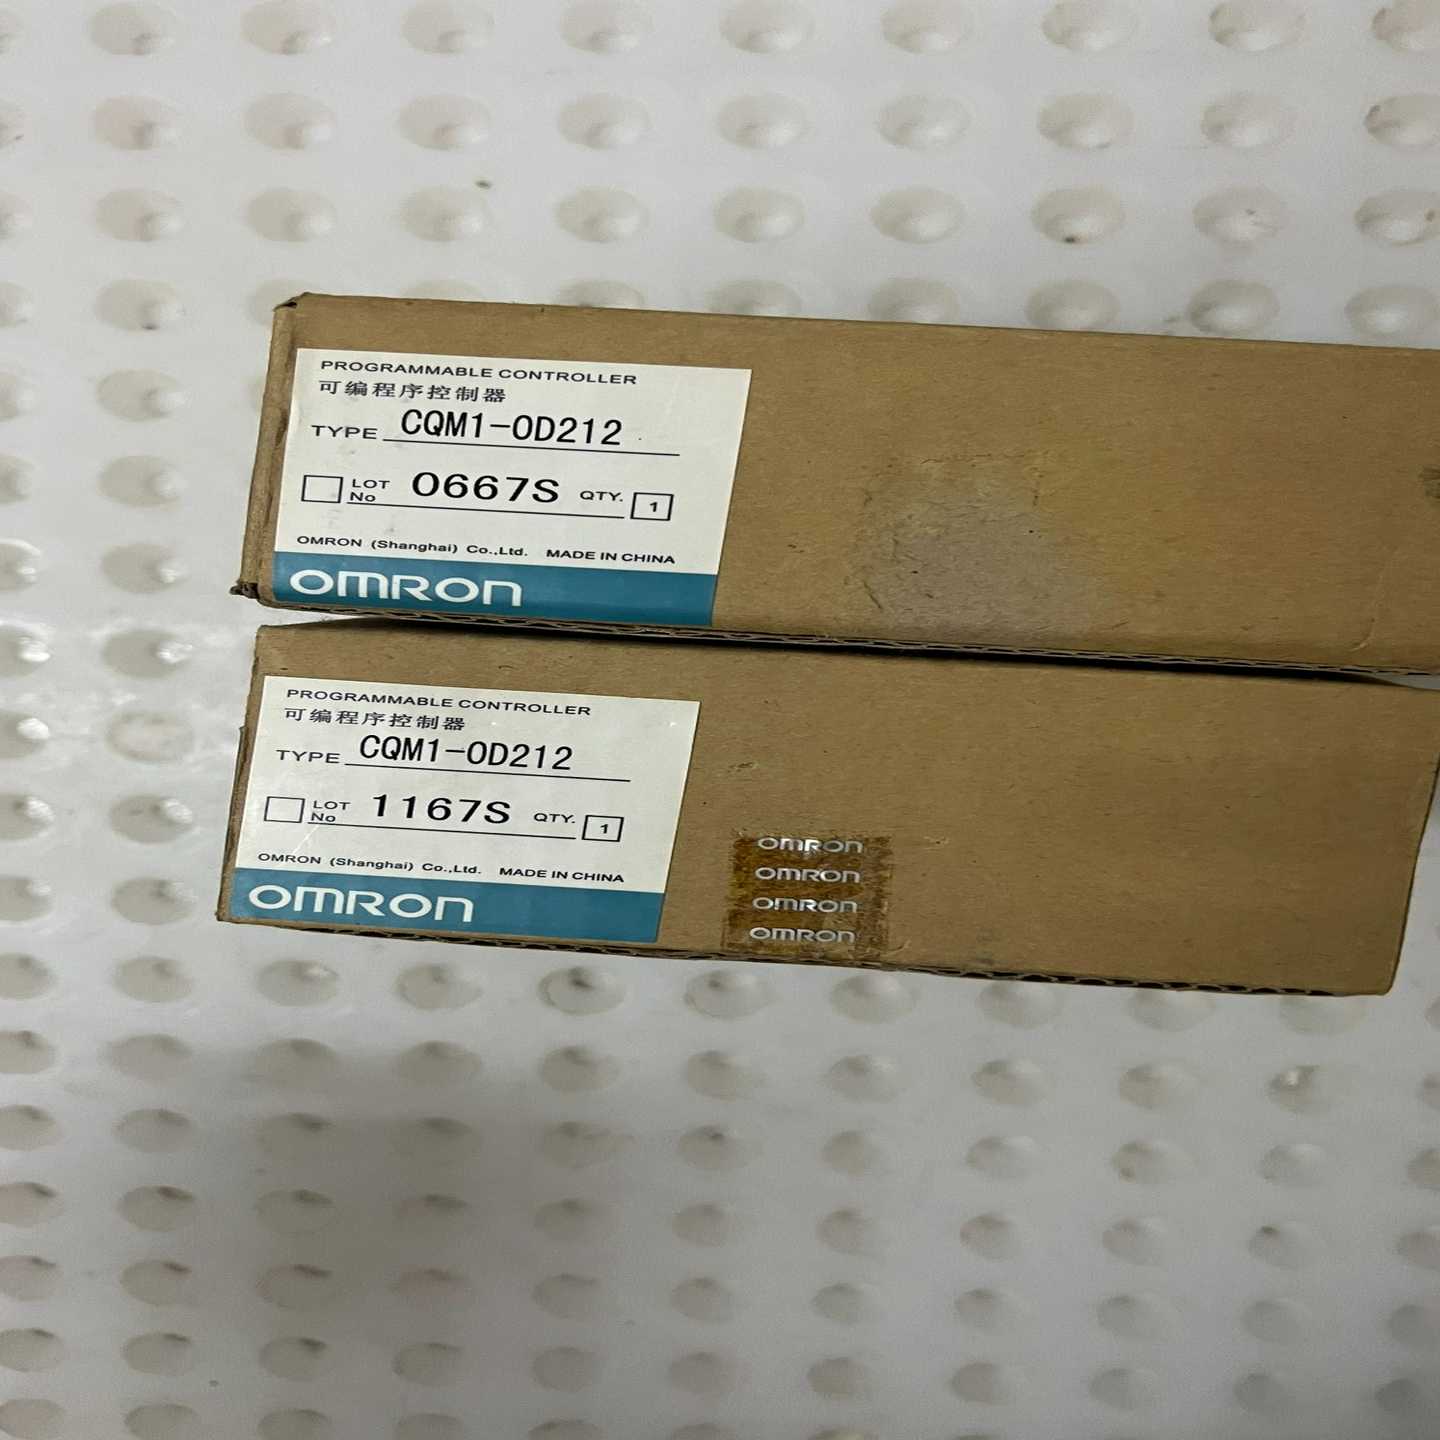 PROGRAMMABLE CONTROLLER
可编程序控制器
TYPE CQM1-OD212
LOT No 0667S QTY. 1
OMRON (Shanghai) Co.,Ltd. MADE IN CHINA
OMRON
PROGRAMMABLE CONTROLLER
可编程序控制器
TYPE CQM1-OD212
LOT No 1167S QTY. 1
OMRON (Shanghai) Co.,Ltd. MADE IN CHINA
OMRON
OMRON
OMRON
OMRON
OMRON